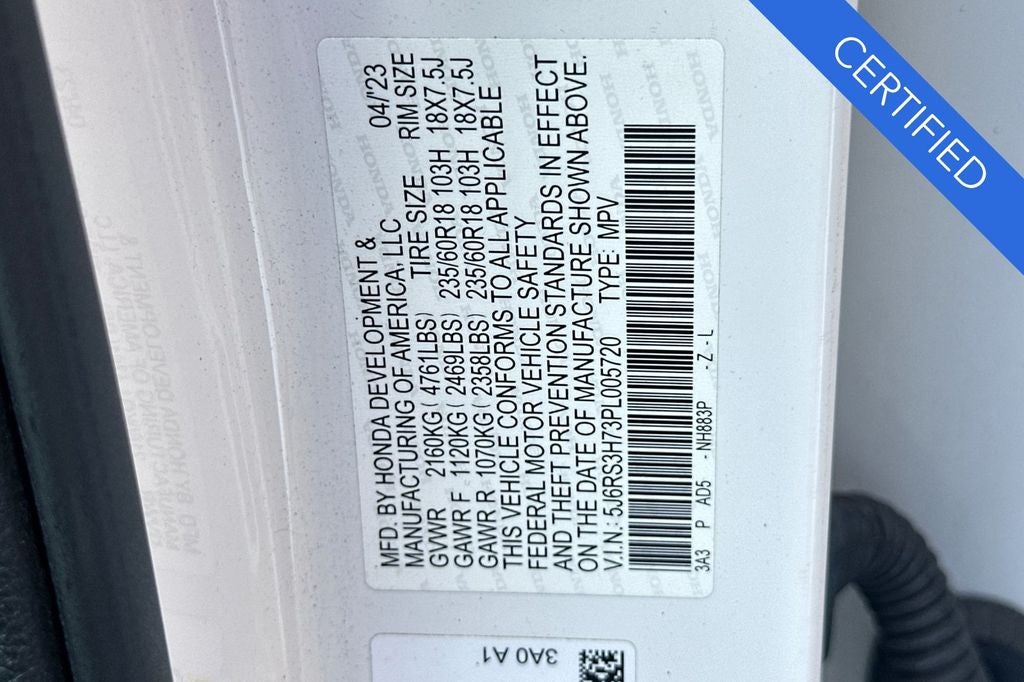 CERTIFIED
MFD. BY HONDA DEVELOPMENT & 04/'23
MANUFACTURING OF AMERICA, LLC
TIRE SIZE RIM SIZE
GVWR 2160KG ( 4761LBS)
GAWR F 1120KG ( 2469LBS) 235/60R18 103H 18X7.5J
GAWR R 1070KG ( 2358LBS) 235/60R18 103H 18X7.5J
THIS VEHICLE CONFORMS TO ALL APPLICABLE
FEDERAL MOTOR VEHICLE SAFETY
AND THEFT PREVENTION STANDARDS IN EFFECT
ON THE DATE OF MANUFACTURE SHOWN ABOVE.
V.I.N.: 5J6RS3H73PL005720 TYPE: MPV
3A3 P AD5 - NH883P - Z - L
3A0 A1